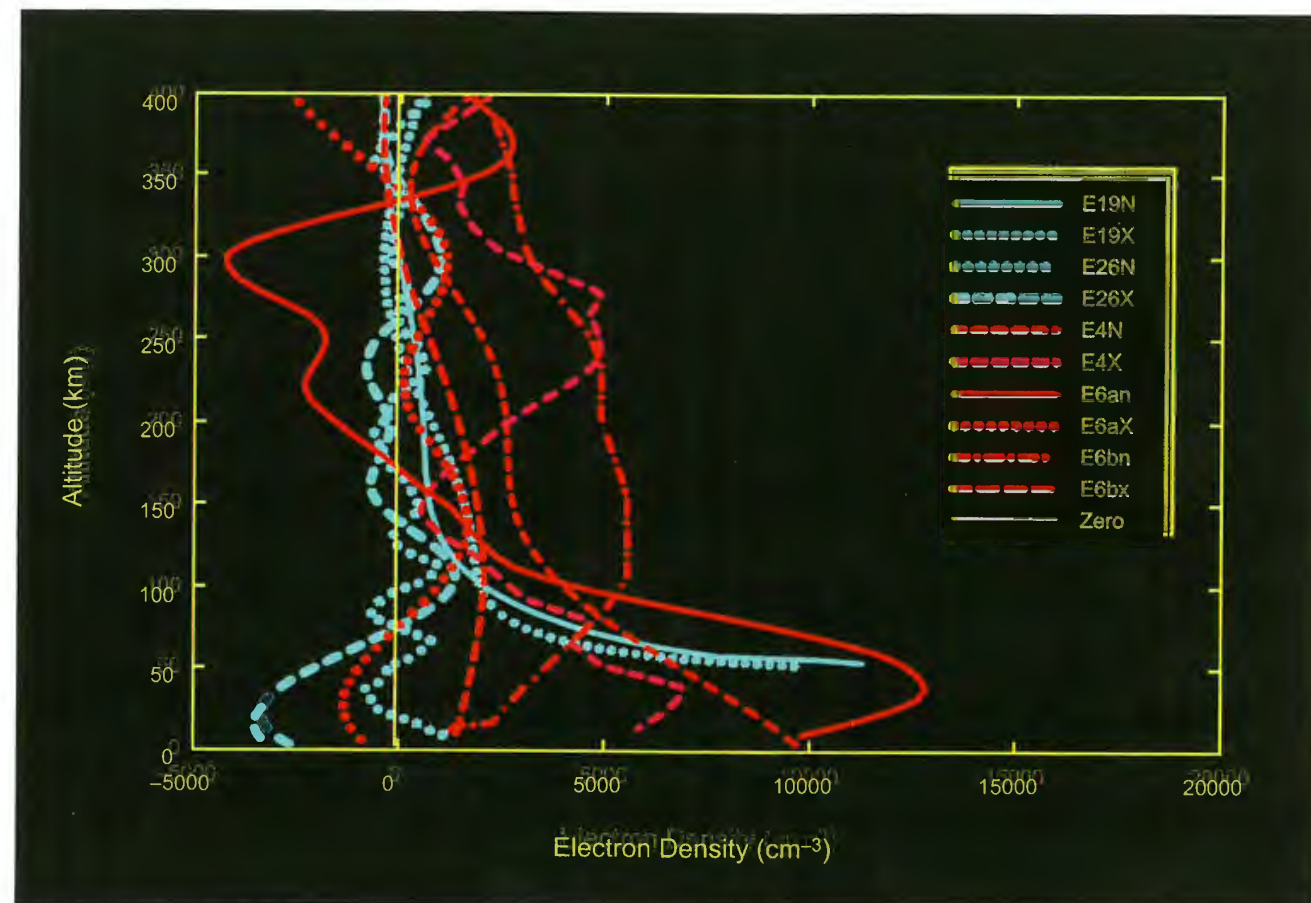 400
350
300
250
200
150
100
50
0
Altitude (km)
–5000 0 5000 10000 15000 20000
Electron Density (cm–3)
E19N
E19X
E26N
E26X
E4N
E4X
E6an
E6aX
E6bn
E6bx
Zero